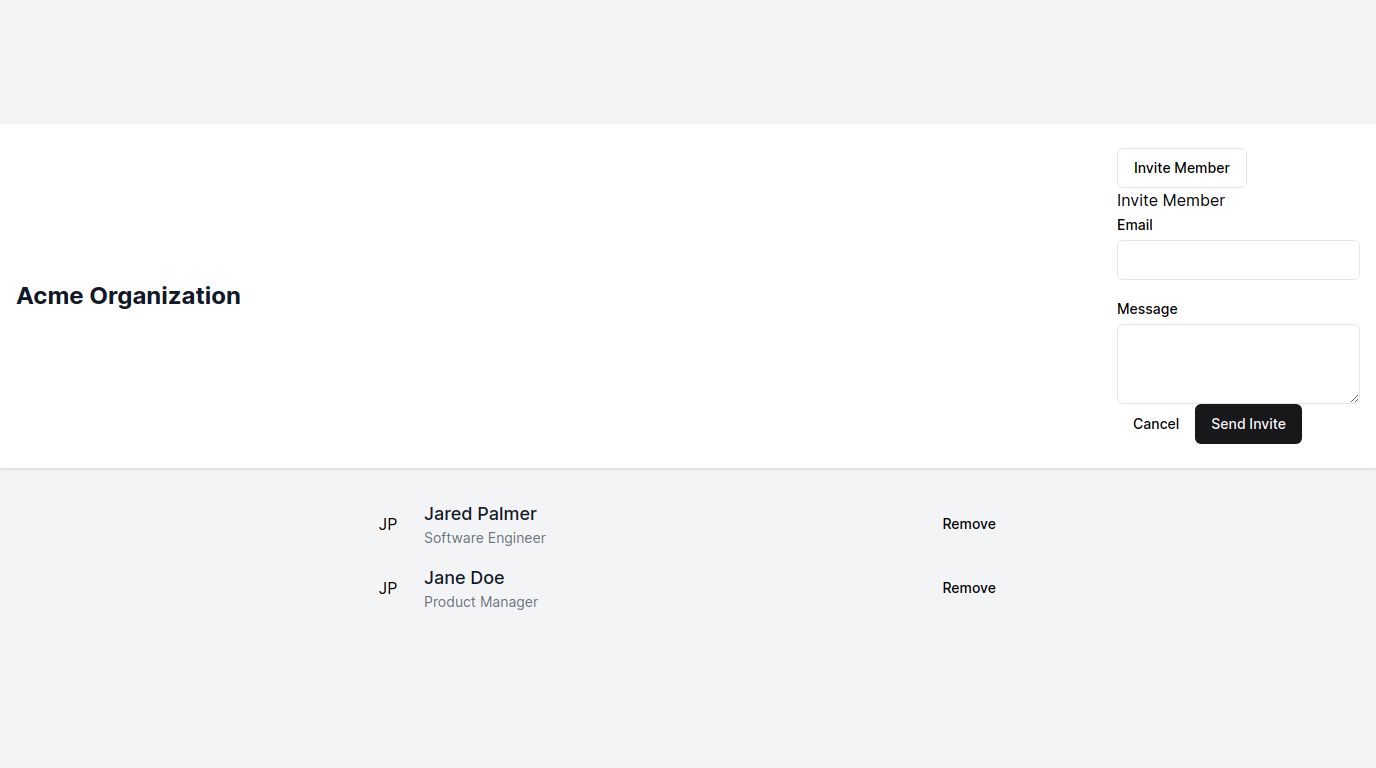 Acme Organization
Invite Member
Invite Member
Email
Message
Cancel Send Invite
JP Jared Palmer Remove
Software Engineer
JP Jane Doe Remove
Product Manager